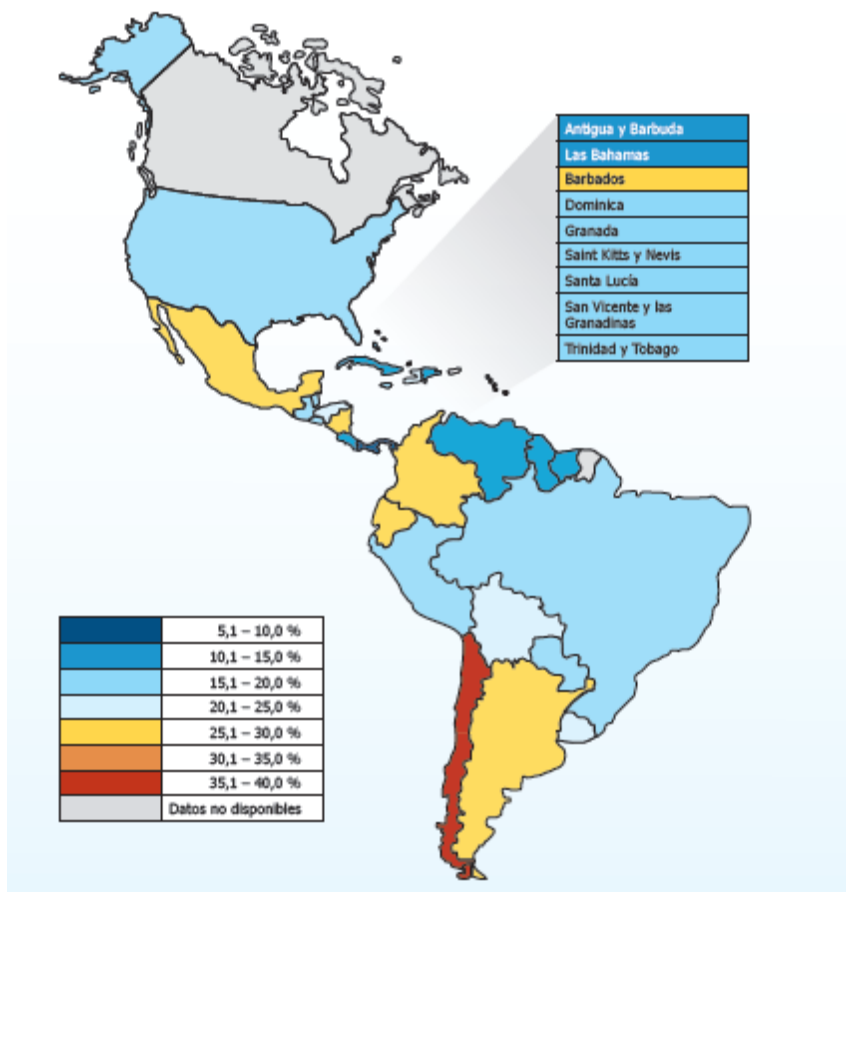 Antigua y Barbuda
Las Bahamas
Barbados
Dominica
Granada
Saint Kitts y Nevis
Santa Lucía
San Vicente y las
Granadinas
Trinidad y Tobago
5,1 – 10,0 %
10,1 – 15,0 %
15,1 – 20,0 %
20,1 – 25,0 %
25,1 – 30,0 %
30,1 – 35,0 %
35,1 – 40,0 %
Datos no disponibles